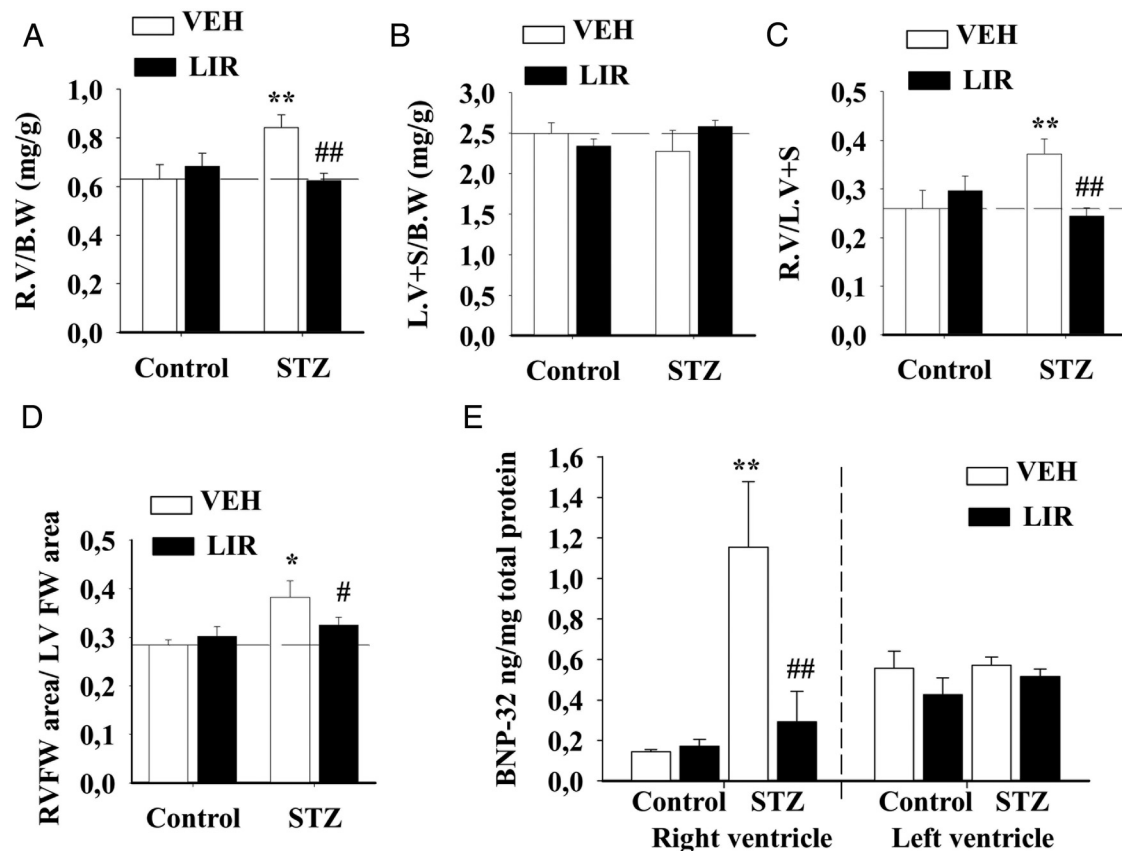 A
VEH
LIR
R.V/B.W (mg/g)
1,0
0,8
0,6
0,4
0,2
0,0
**
##
Control
STZ
B
VEH
LIR
L.V+S/B.W (mg/g)
3,0
2,5
2,0
1,5
1,0
0,5
0,0
Control
STZ
C
VEH
LIR
R.V/L.V+S
0,5
0,4
0,3
0,2
0,1
0,0
**
##
Control
STZ
D
VEH
LIR
RVFW area/ LV FW area
0,5
0,4
0,3
0,2
0,1
0,0
*
#
Control
STZ
E
BNP-32 ng/mg total protein
1,6
1,4
1,2
1,0
0,8
0,6
0,4
0,2
0,0
**
##
VEH
LIR
Control STZ Control STZ
Right ventricle Left ventricle